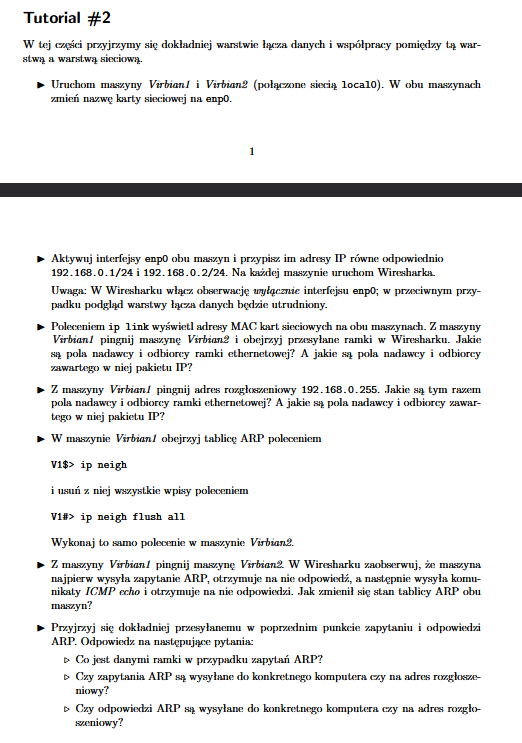 Tutorial #2
W tej części przyjrzymy się dokładniej warstwie łącza danych i współpracy pomiędzy tą war-
stwą a warstwą sieciową.
► Uruchom maszyny Virbian1 i Virbian2 (połączone siecią local0). W obu maszynach
zmień nazwę karty sieciowej na enp0.
1
► Aktywuj interfejsy enp0 obu maszyn i przypisz im adresy IP równe odpowiednio
192.168.0.1/24 i 192.168.0.2/24. Na każdej maszynie uruchom Wiresharka.
Uwaga: W Wiresharku włącz obserwację wyłącznie interfejsu enp0; w przeciwnym przy-
padku podgląd warstwy łącza danych będzie utrudniony.
► Poleceniem ip link wyświetl adresy MAC kart sieciowych na obu maszynach. Z maszyny
Virbian1 pingnij maszynę Virbian2 i obejrzyj przesyłane ramki w Wiresharku. Jakie
są pola nadawcy i odbiorcy ramki ethernetowej? A jakie są pola nadawcy i odbiorcy
zawartego w niej pakietu IP?
► Z maszyny Virbian1 pingnij adres rozgłoszeniowy 192.168.0.255. Jakie są tym razem
pola nadawcy i odbiorcy ramki ethernetowej? A jakie są pola nadawcy i odbiorcy zawar-
tego w niej pakietu IP?
► W maszynie Virbian1 obejrzyj tablicę ARP poleceniem
V1$> ip neigh
i usuń z niej wszystkie wpisy poleceniem
V1#> ip neigh flush all
Wykonaj to samo polecenie w maszynie Virbian2.
► Z maszyny Virbian1 pingnij maszynę Virbian2. W Wiresharku zaobserwuj, że maszyna
najpierw wysyła zapytanie ARP, otrzymuje na nie odpowiedź, a następnie wysyła komu-
nikaty ICMP echo i otrzymuje na nie odpowiedzi. Jak zmienił się stan tablicy ARP obu
maszyn?
► Przyjrzyj się dokładniej przesyłanemu w poprzednim punkcie zapytaniu i odpowiedzi
ARP. Odpowiedz na następujące pytania:
▷ Co jest danymi ramki w przypadku zapytań ARP?
▷ Czy zapytania ARP są wysyłane do konkretnego komputera czy na adres rozgłosze-
niowy?
▷ Czy odpowiedzi ARP są wysyłane do konkretnego komputera czy na adres rozgło-
szeniowy?